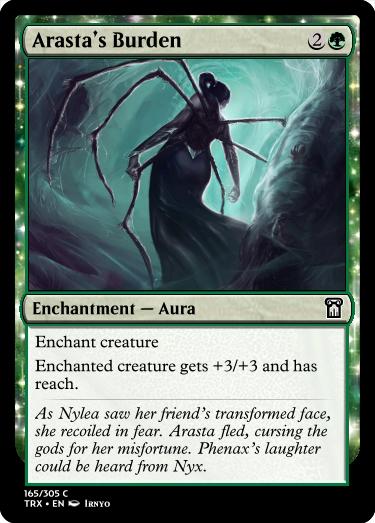 Arasta's Burden 2
Enchantment — Aura
Enchant creature
Enchanted creature gets +3/+3 and has
reach.
As Nylea saw her friend's transformed face,
she recoiled in fear. Arasta fled, cursing the
gods for her misfortune. Phenax's laughter
could be heard from Nyx.
165/305 C
TRX • EN Irnyo